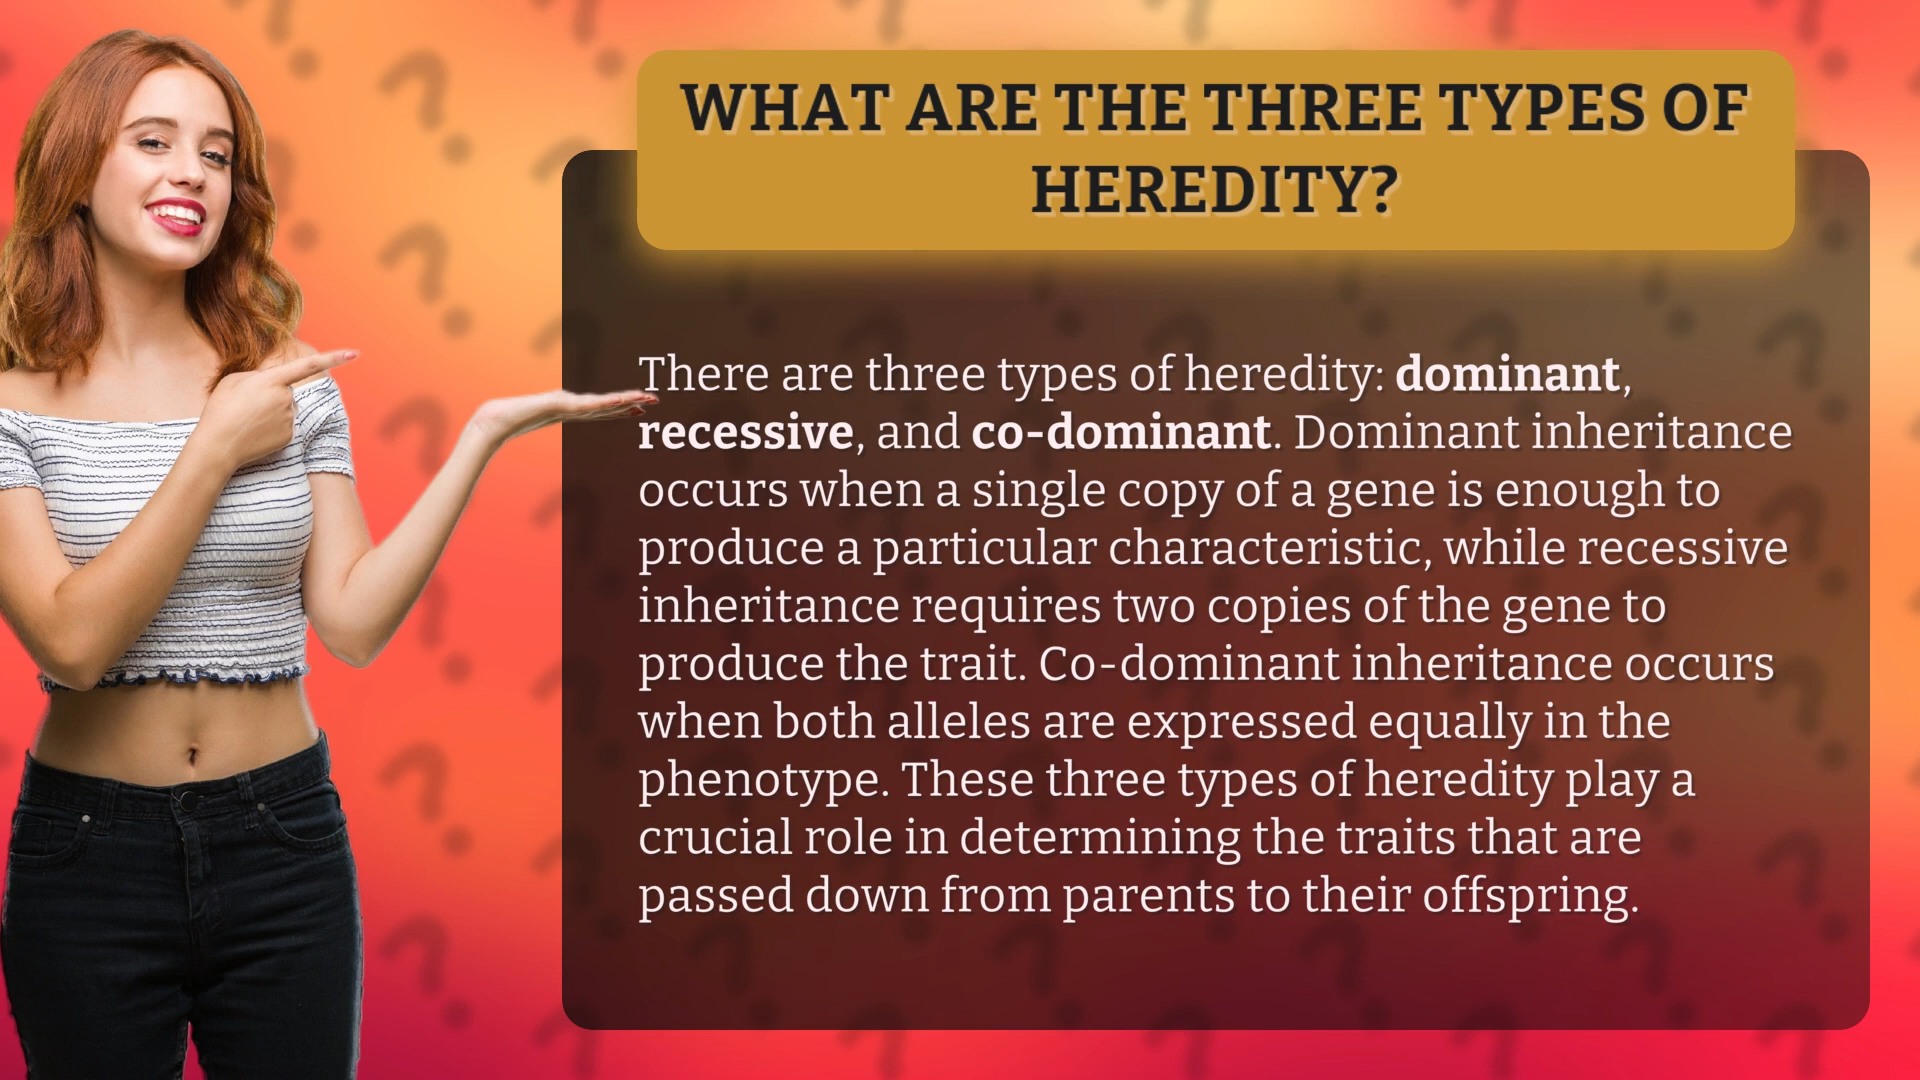 WHAT ARE THE THREE TYPES OF
HEREDITY?
There are three types of heredity: dominant,
recessive, and co-dominant. Dominant inheritance
occurs when a single copy of a gene is enough to
produce a particular characteristic, while recessive
inheritance requires two copies of the gene to
produce the trait. Co-dominant inheritance occurs
when both alleles are expressed equally in the
phenotype. These three types of heredity play a
crucial role in determining the traits that are
passed down from parents to their offspring.